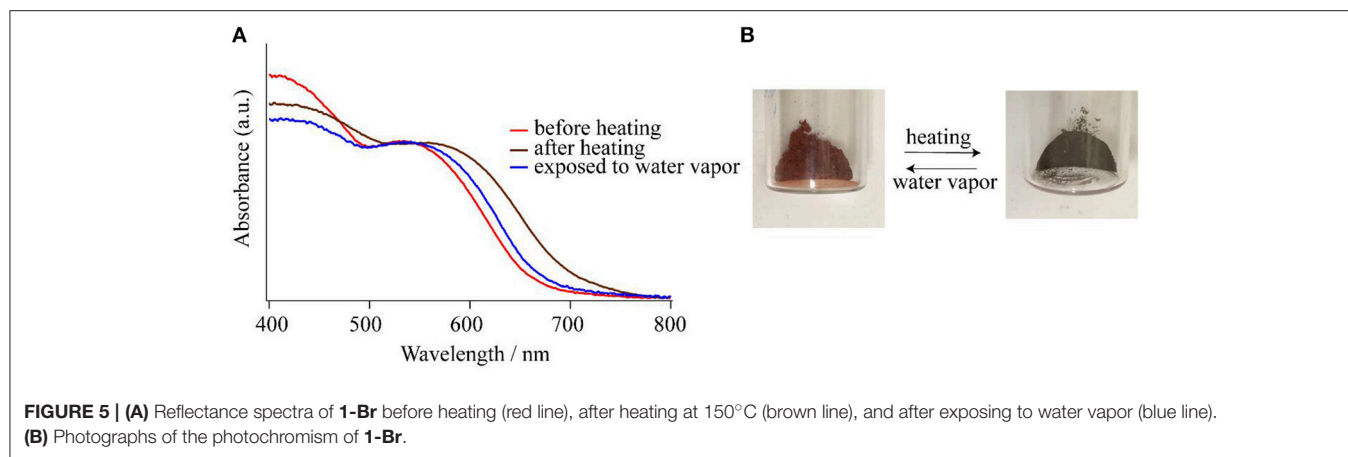 A
B
Absorbance (a.u.)
before heating
after heating
exposed to water vapor
400 500 600 700 800
Wavelength / nm
heating
water vapor
FIGURE 5 | (A) Reflectance spectra of 1-Br before heating (red line), after heating at 150°C (brown line), and after exposing to water vapor (blue line).
(B) Photographs of the photochromism of 1-Br.